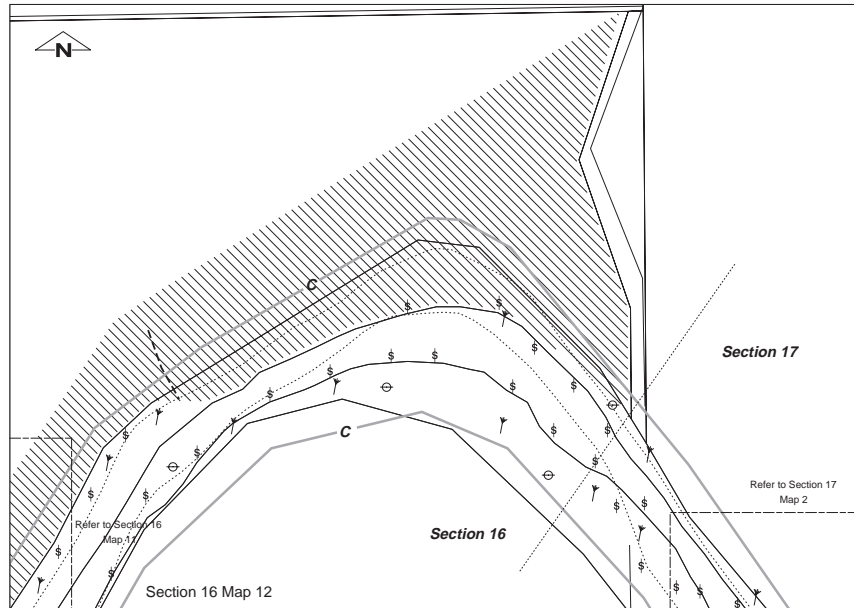 N
C
Section 17
C
Refer to Section 17
Map 2
Refer to Section 16
Map 11
Section 16
Section 16 Map 12